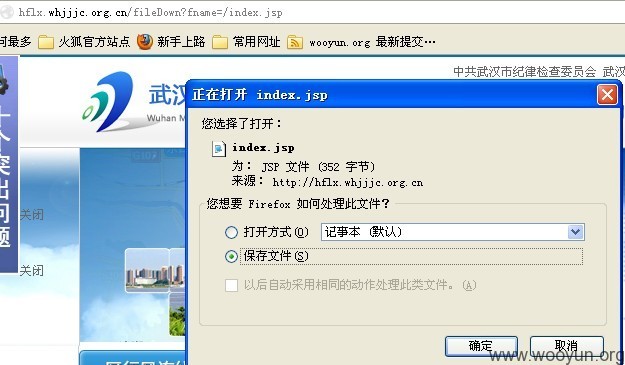 hflx.whjjjc.org.cn/fileDown?fname=/index.jsp
何最多 火狐官方站点 新手上路 常用网址 wooyun.org 最新提交…
中共武汉市纪律检查委员会 武汉
武汉
Wuhan M
个突出问题
关闭
关闭
正在打开 index.jsp
您选择了打开：
index.jsp
为： JSP 文件 (352 字节)
来源： http://hflx.whjjjc.org.cn
您想要 Firefox 如何处理此文件？
打开方式(O) 记事本 (默认)
保存文件(S)
以后自动采用相同的动作处理此类文件。(A)
确定 取消
www.wooyun.org